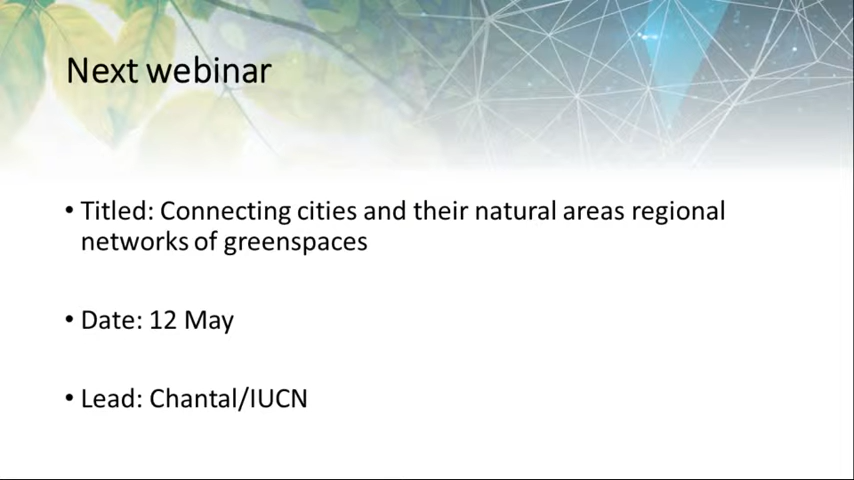 Next webinar
• Titled: Connecting cities and their natural areas regional
networks of greenspaces
• Date: 12 May
• Lead: Chantal/IUCN